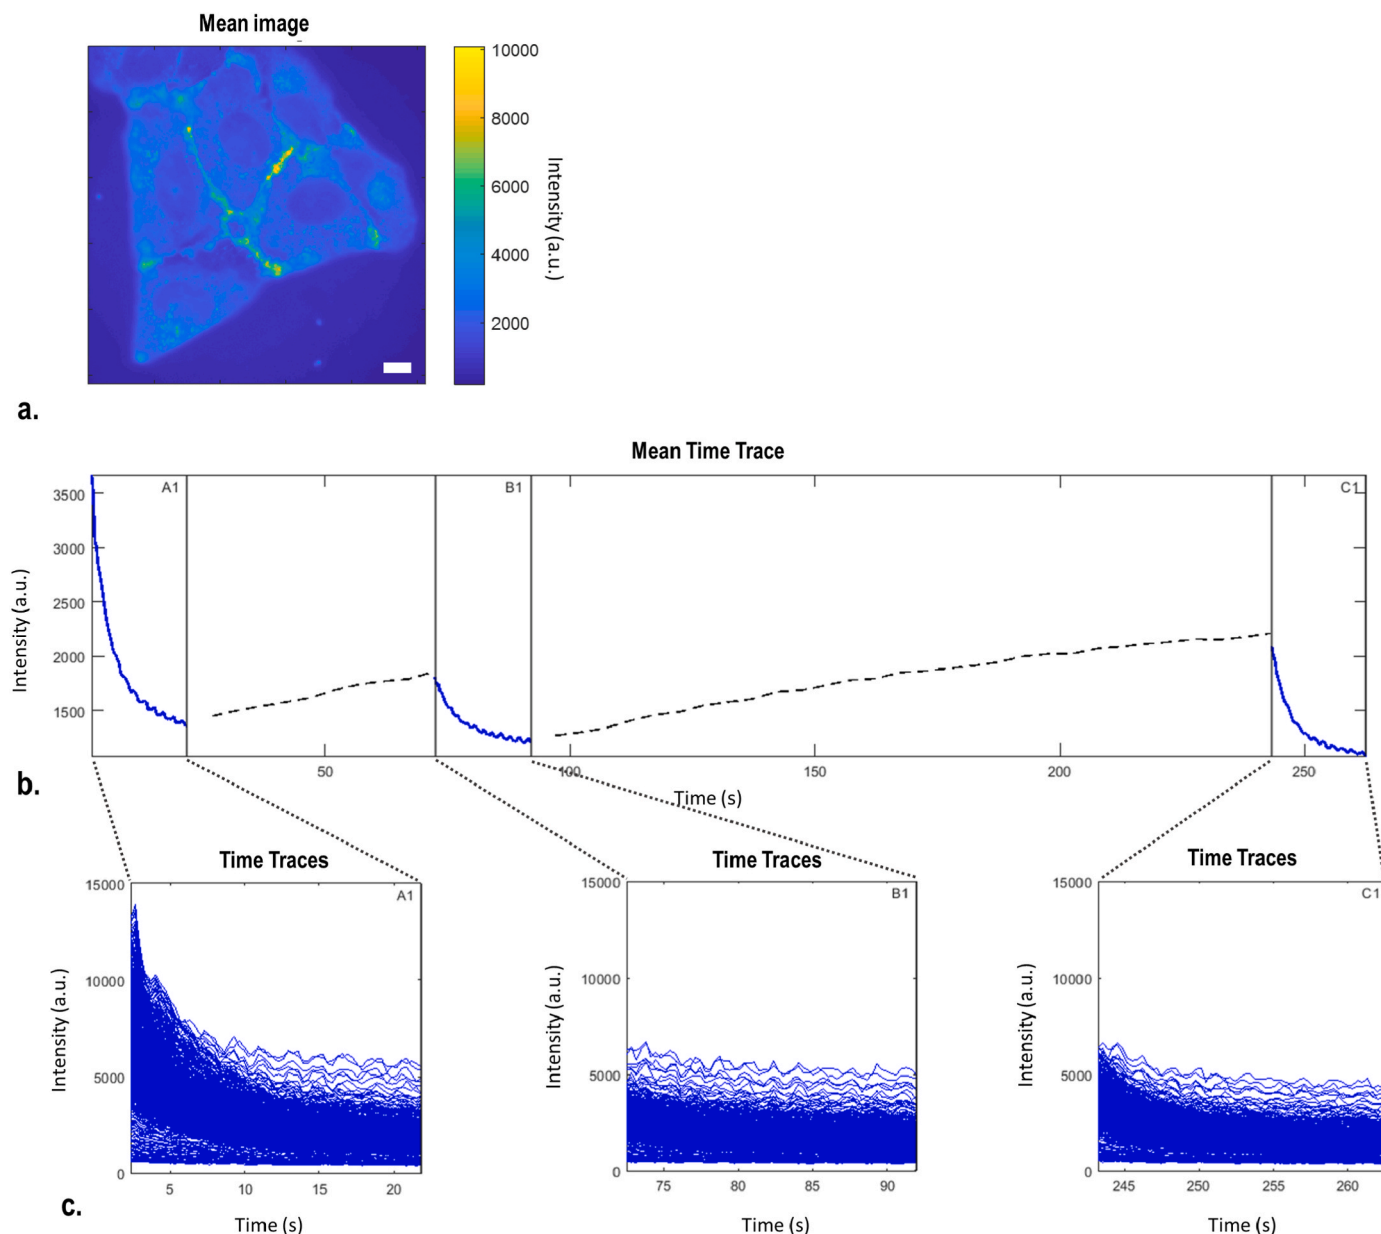 Mean image
10000
8000
6000
4000
2000
Intensity (a.u.)
a.
Mean Time Trace
A1
B1
C1
3500
3000
2500
2000
1500
Intensity (a.u.)
50
100
150
200
250
Time (s)
b.
Time Traces
A1
15000
10000
5000
0
Intensity (a.u.)
5
10
15
20
Time (s)
Time Traces
B1
15000
10000
5000
0
Intensity (a.u.)
75
80
85
90
Time (s)
Time Traces
C1
15000
10000
5000
0
Intensity (a.u.)
245
250
255
260
Time (s)
c.